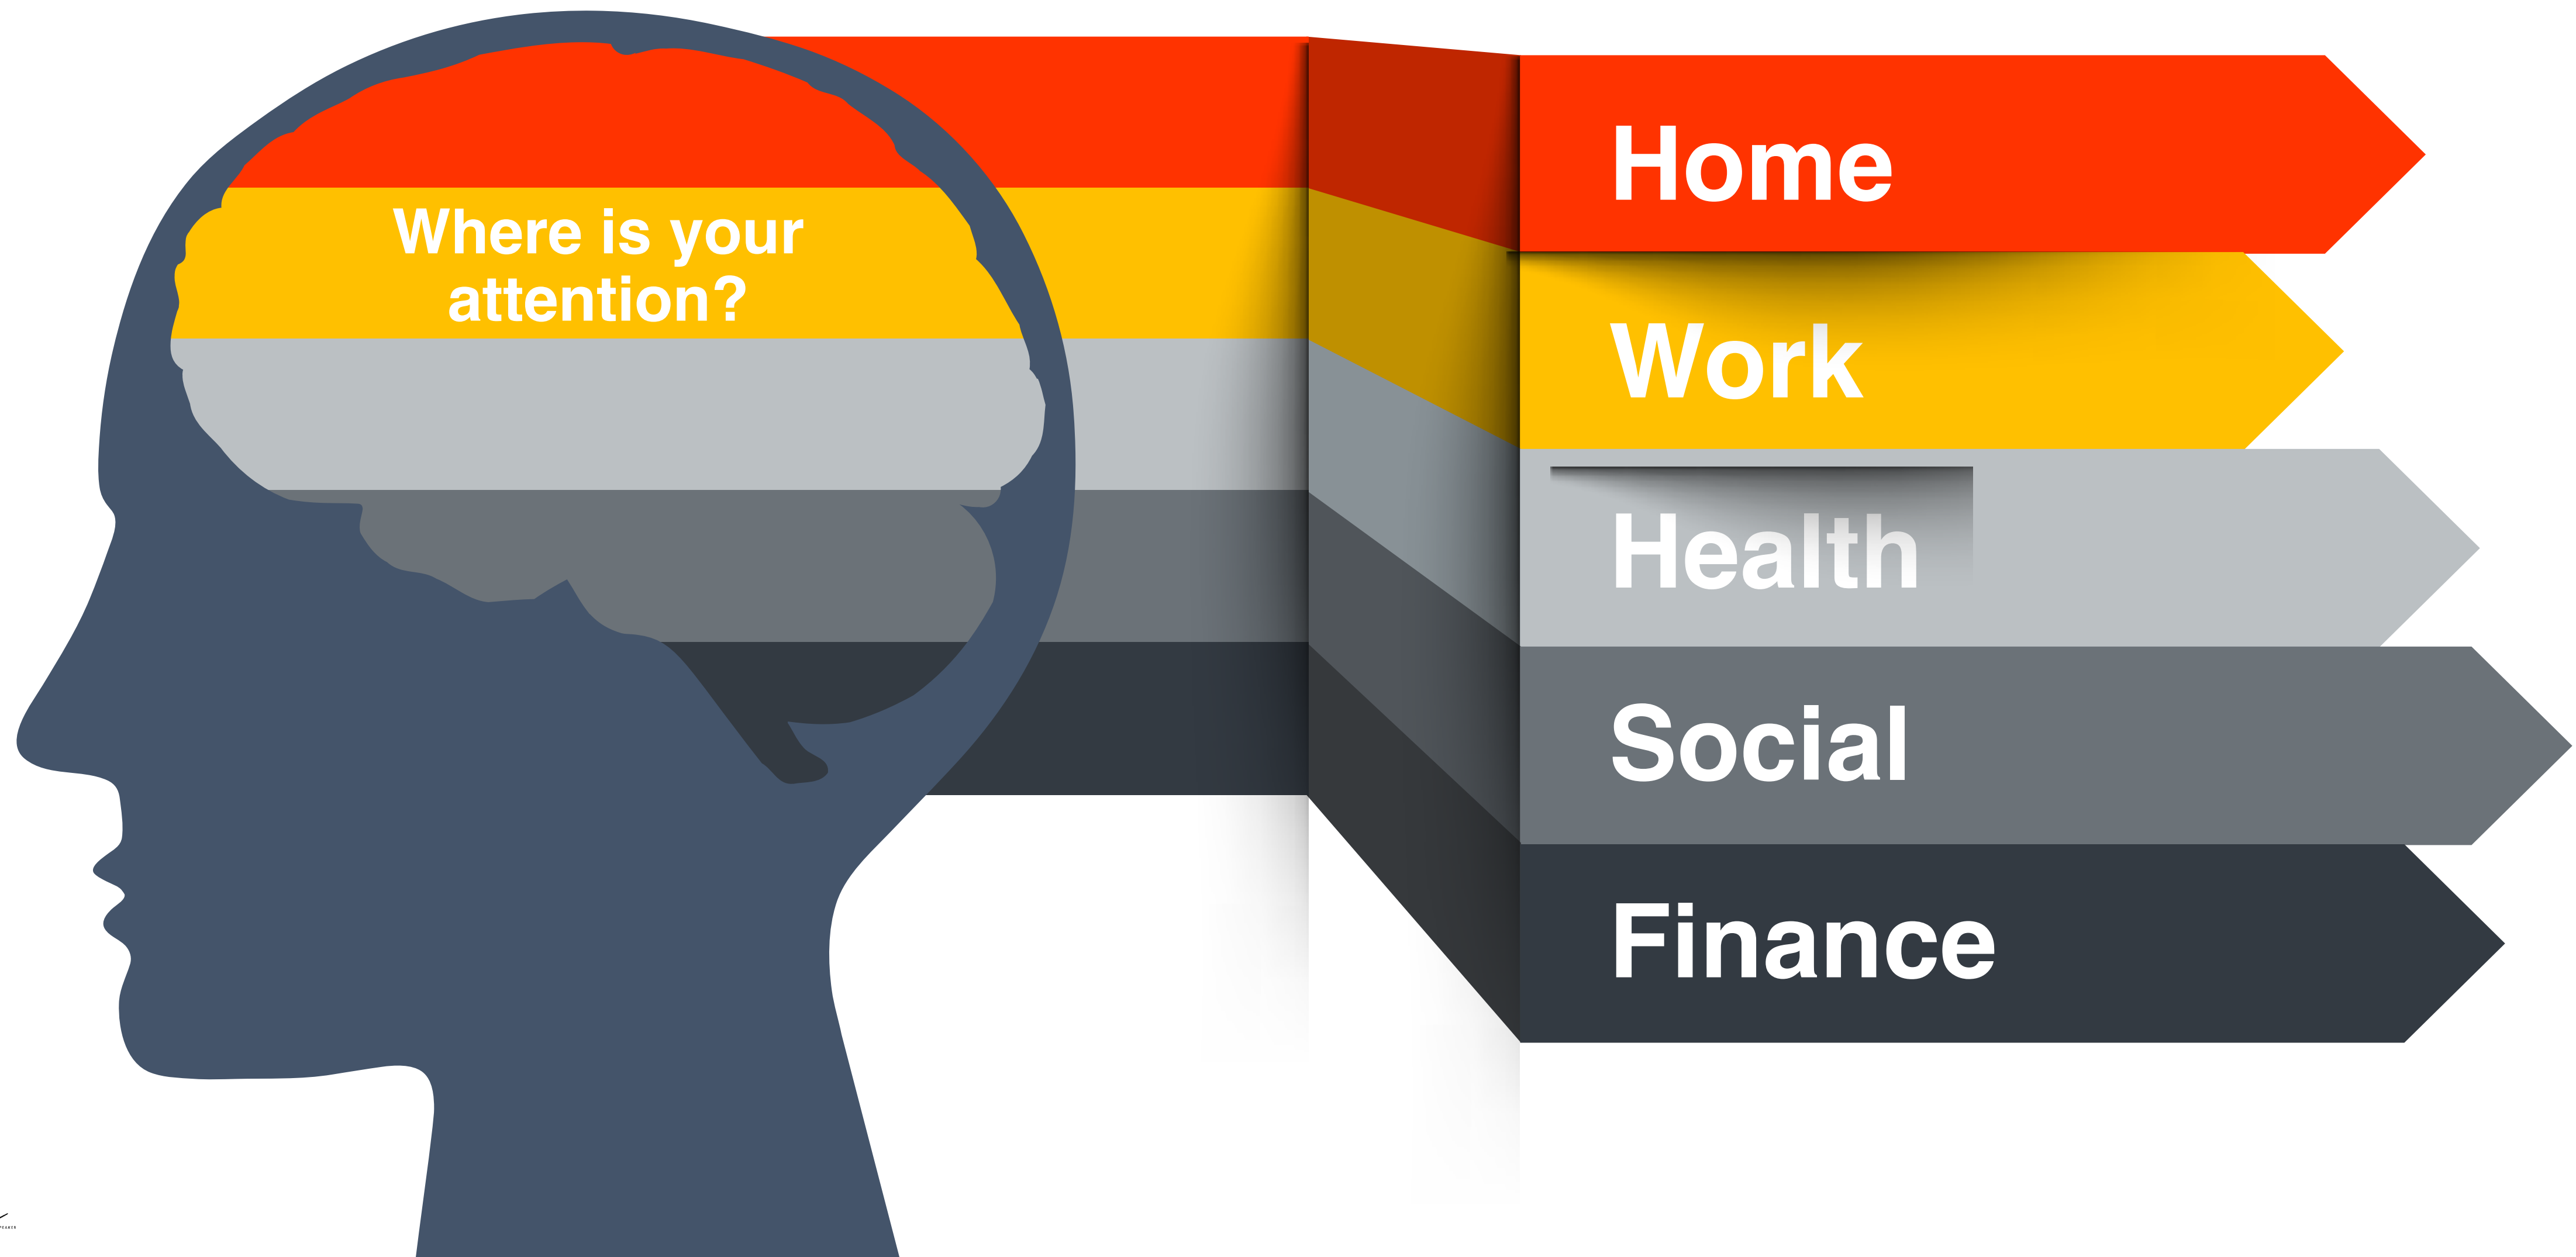 Where is your
attention?
Home
Work
Health
Social
Finance